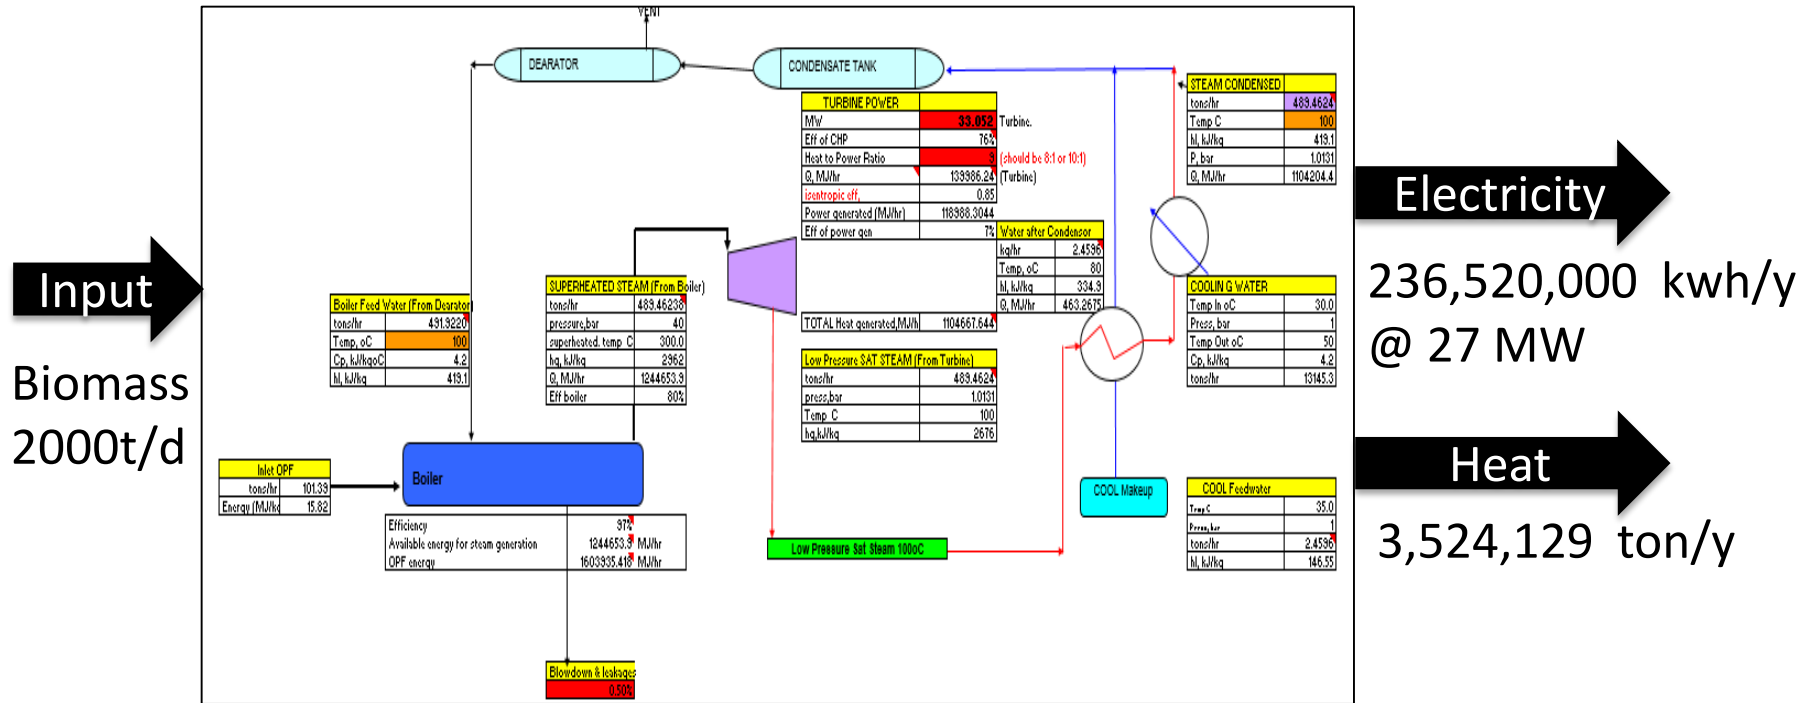 VENT
DEARATOR
CONDENSATE TANK
STEAM CONDENSED
tons/hr 489.4624
Temp C 100
hl, kJ/kg 419.1
P, bar 1.0131
Q, MJ/hr 1104204.4
TURBINE POWER
MW 33.052 Turbine.
Eff of CHP 76%
Heat to Power Ratio 9 (should be 8:1 or 10:1)
Q, MJ/hr 139986.24 (Turbine)
isentropic eff, 0.85
Power generated (MJ/hr) 118988.3044
Eff of power gen 7%
Water after Condensor
kg/hr 2.4596
Temp, oC 80
hl, kJ/kg 334.9
Q, MJ/hr 463.2675
TOTAL Heat generated,MJ/h 1104667.644
Electricity
236,520,000 kwh/y
@ 27 MW
Input
Biomass
2000t/d
Boiler Feed Water (From Dearator
tons/hr 491.9220
Temp, oC 100
Cp, kJ/kgoC 4.2
hl, kJ/kg 419.1
SUPERHEATED STEAM (From Boiler)
tons/hr 489.46238
pressure,bar 40
superheated. temp C 300.0
hq, kJ/kg 2962
Q, MJ/hr 1244653.9
Eff boiler 80%
COOLING WATER
Temp In oC 30.0
Press, bar 1
Temp Out oC 50
Cp, kJ/kg 4.2
tons/hr 13145.3
Low Pressure SAT STEAM (From Turbine)
tons/hr 489.4624
press,bar 1.0131
Temp C 100
hq,kJ/kg 2676
Heat
3,524,129 ton/y
Inlet OPF
tons/hr 101.39
Energy (MJ/kg 15.82
Boiler
COOL Makeup
COOL Feedwater
Temp C 35.0
Press, bar 1
tons/hr 2.4596
hl, kJ/kg 146.55
Efficiency 97%
Available energy for steam generation 1244653.9 MJ/hr
OPF energy 1603935.418 MJ/hr
Low Pressure Sat Steam 100oC
Blowdown & leakages
0.50%